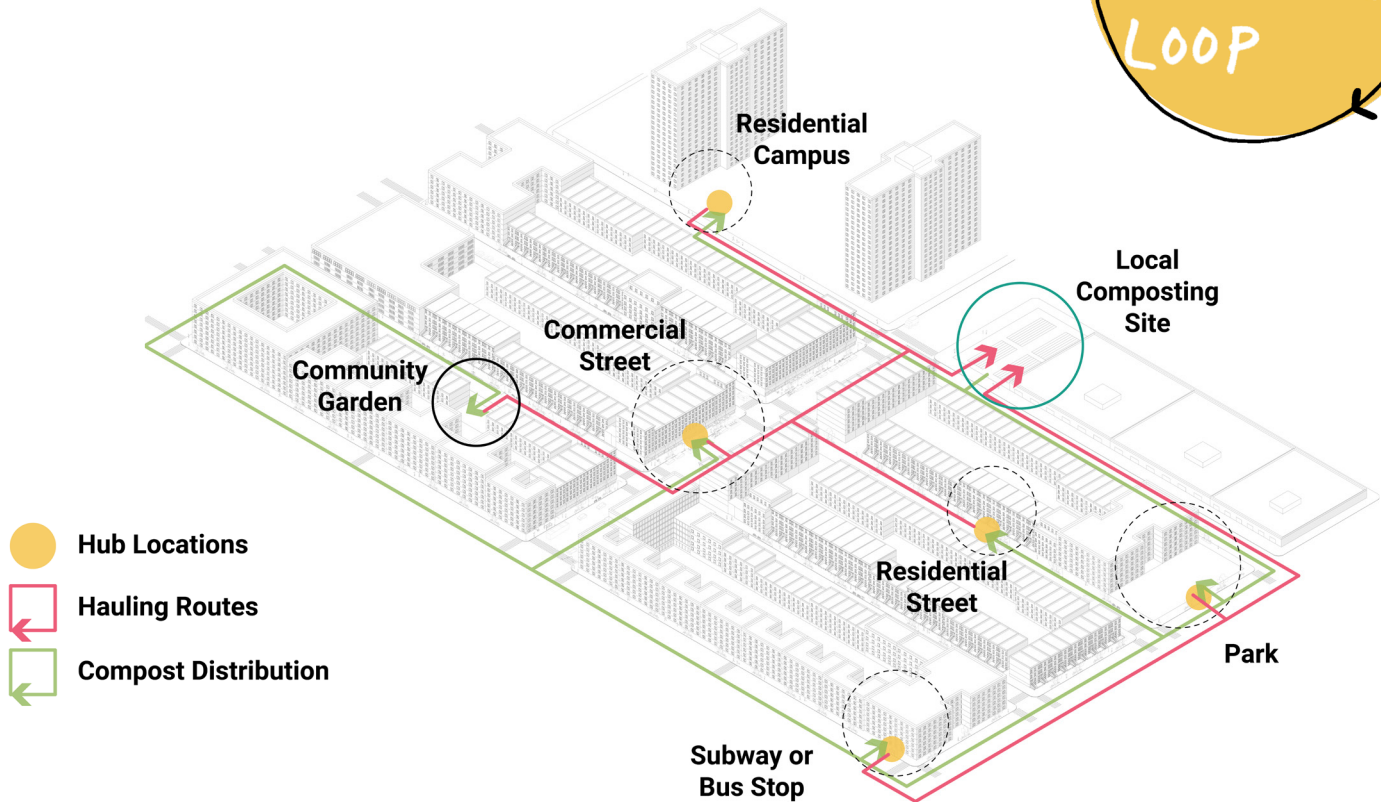 LOOP
Residential
Campus
Local
Composting
Site
Commercial
Street
Community
Garden
Hub Locations
Hauling Routes
Compost Distribution
Residential
Street
Park
Subway or
Bus Stop